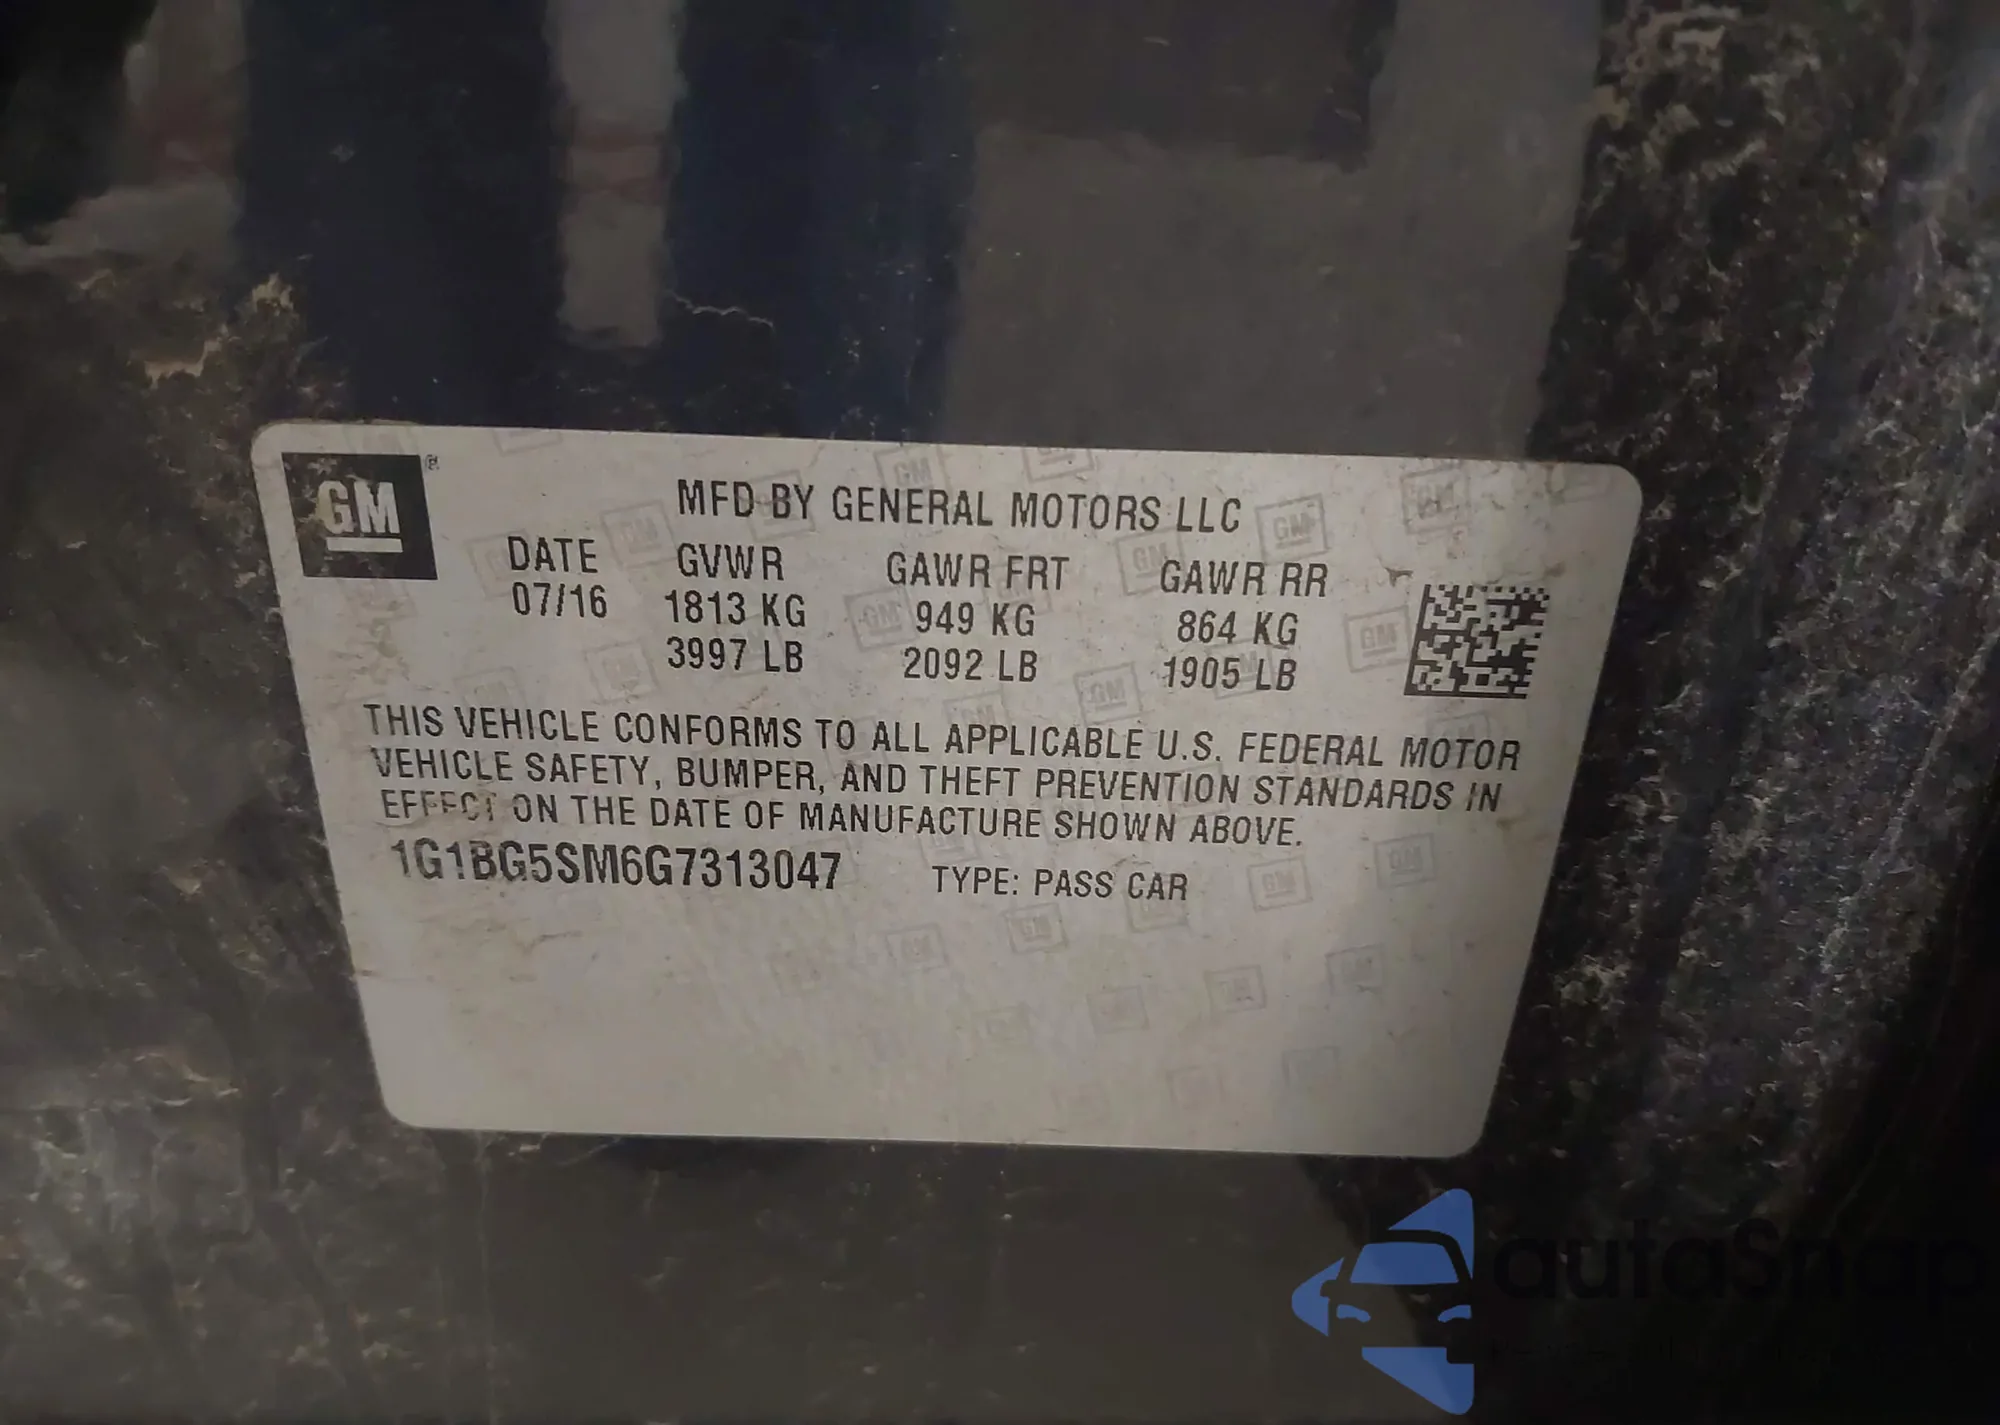 GM
MFD BY GENERAL MOTORS LLC
DATE GVWR GAWR FRT GAWR RR
07/16 1813 KG 949 KG 864 KG
3997 LB 2092 LB 1905 LB
THIS VEHICLE CONFORMS TO ALL APPLICABLE U.S. FEDERAL MOTOR
VEHICLE SAFETY, BUMPER, AND THEFT PREVENTION STANDARDS IN
EFFECT ON THE DATE OF MANUFACTURE SHOWN ABOVE.
1G1BG5SM6G7313047 TYPE: PASS CAR
autaSnap